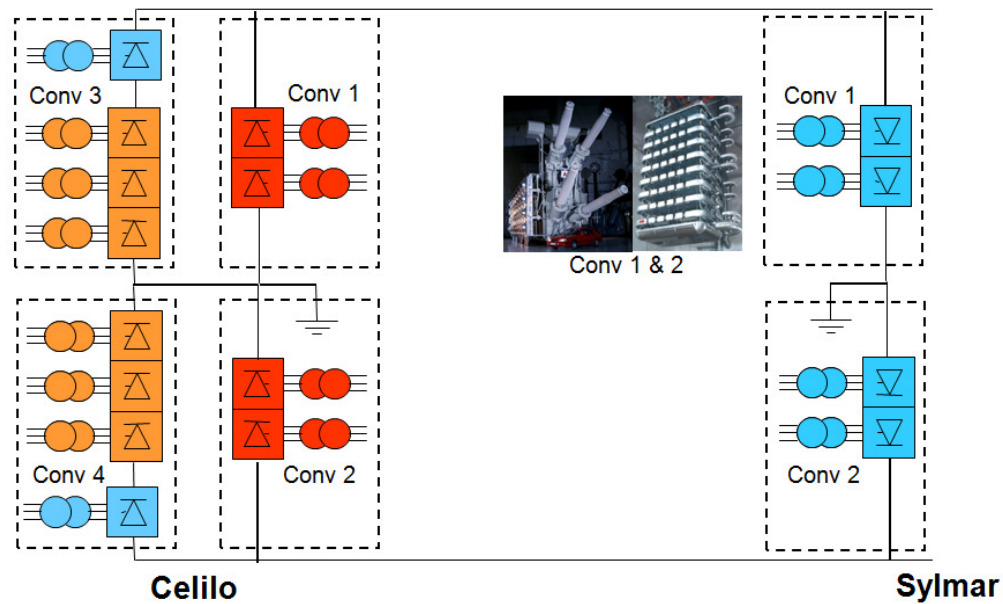 Conv 3
Conv 1
Conv 1
Conv 1 & 2
Conv 4
Conv 2
Conv 2
Celilo
Sylmar